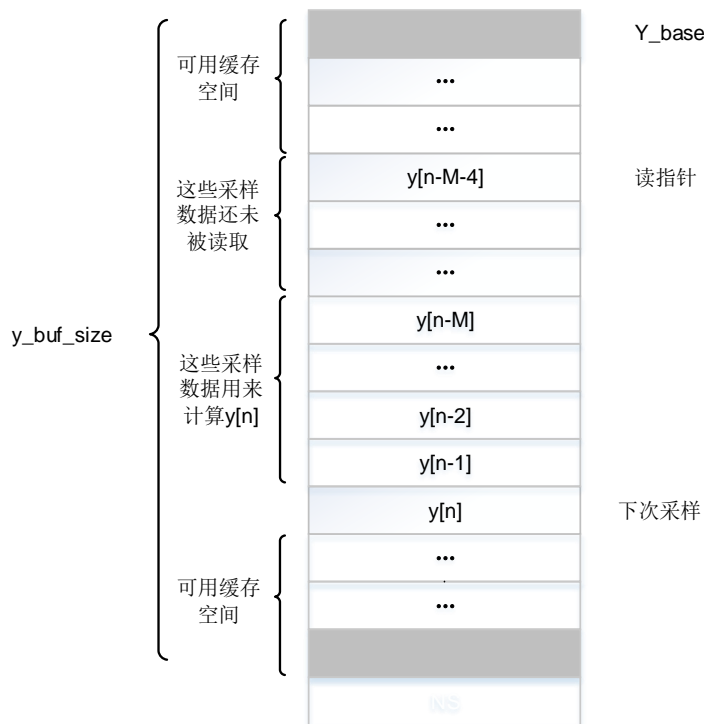 Y_base
可用缓存
空间
...
...
这些采样
数据还未
被读取
y[n-M-4]
读指针
...
...
y_buf_size
这些采样
数据用来
计算y[n]
y[n-M]
...
y[n-2]
y[n-1]
y[n]
下次采样
可用缓存
空间
...
...
NS